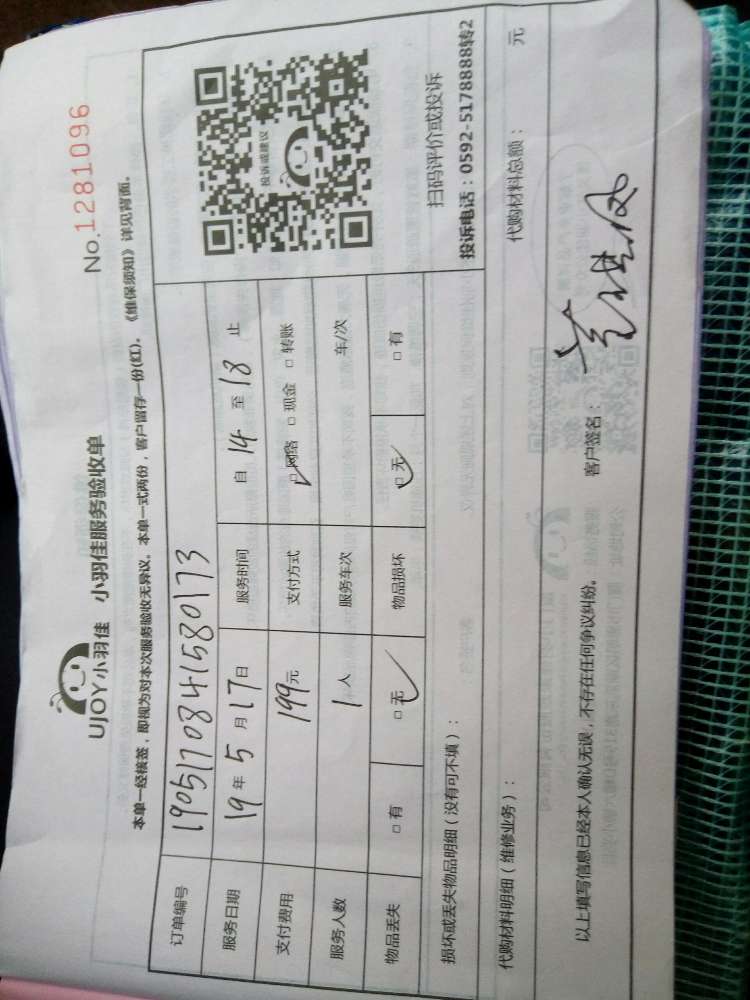 UJOY小羽佳 小羽佳服务验收单
No.1281096
本单一经核签，即视为对本次服务验收无异议。本单一式两份，客户留存一份(红)。《维保须知》详见背面。
订单编号 1905170841580173
服务日期 19年5月17日 服务时间 自14至18止
支付费用 199元 支付方式 □网络 □现金 □转账
服务人数 1人 服务车次 车/次
物品丢失 □有 □无 物品损坏 □无 □有
投诉或建议
扫码评价或投诉
投诉电话：0592-5178888转2
损坏或丢失物品明细（没有可不填）：
代购材料明细（维修业务）： 代购材料总额： 元
以上填写信息已经本人确认无误，不存在任何争议纠纷。 客户签名：